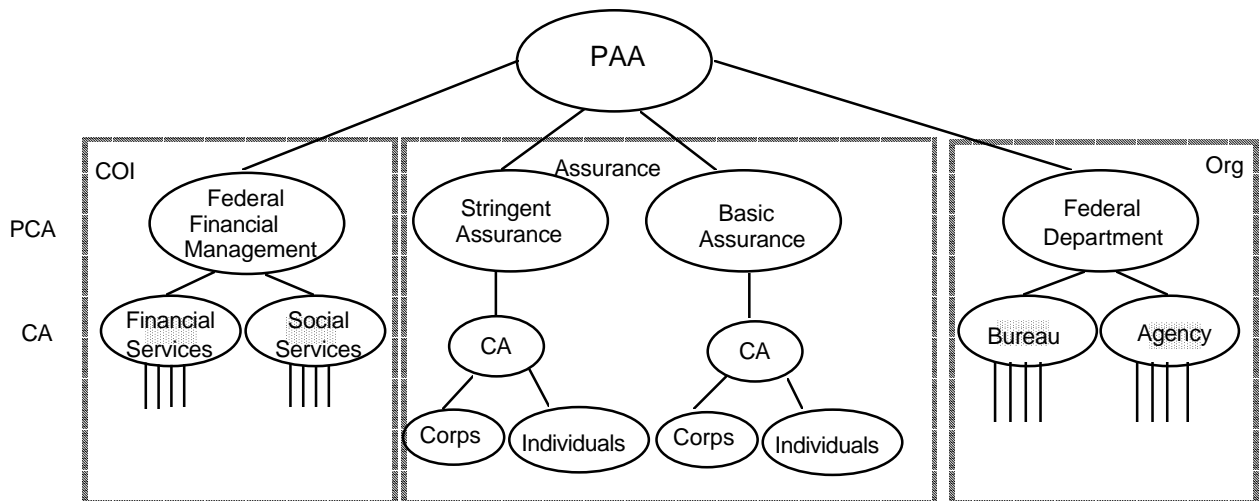 PAA
COI
Assurance
Org
PCA
Federal
Financial
Management
Stringent
Assurance
Basic
Assurance
Federal
Department
CA
Financial
Services
Social
Services
CA
CA
Bureau
Agency
Corps
Individuals
Corps
Individuals